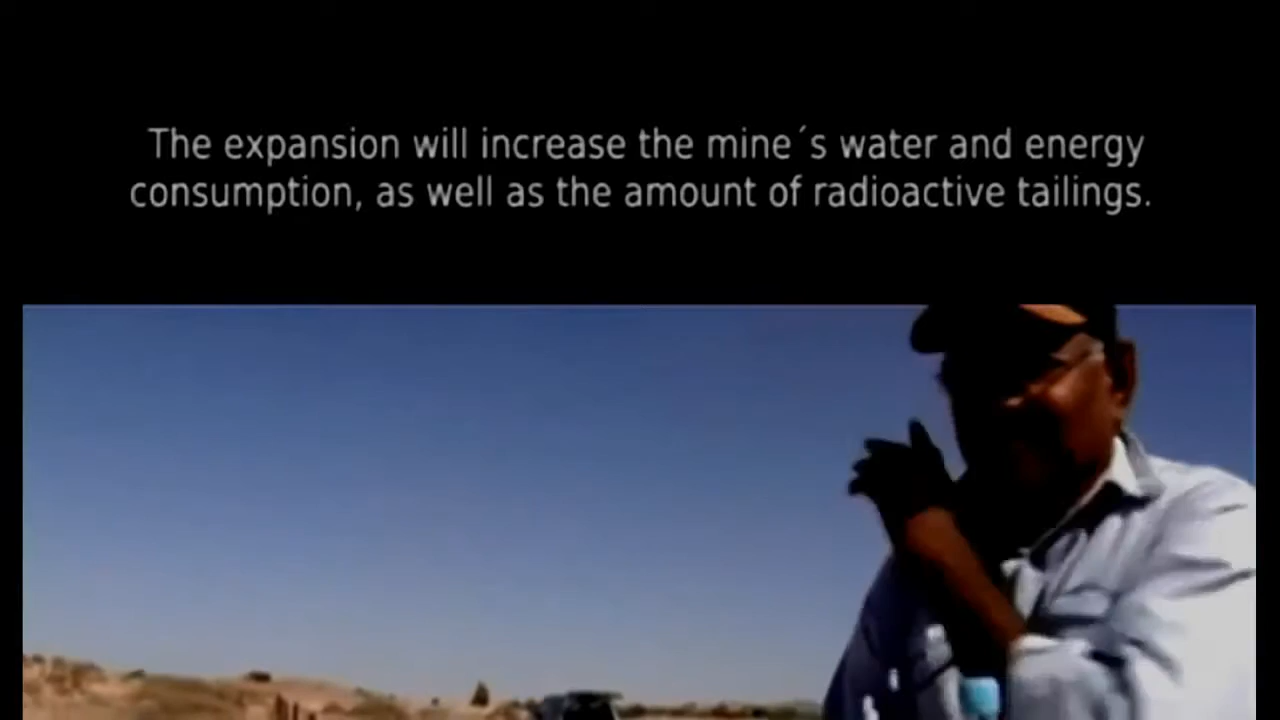 The expansion will increase the mine´s water and energy
consumption, as well as the amount of radioactive tailings.